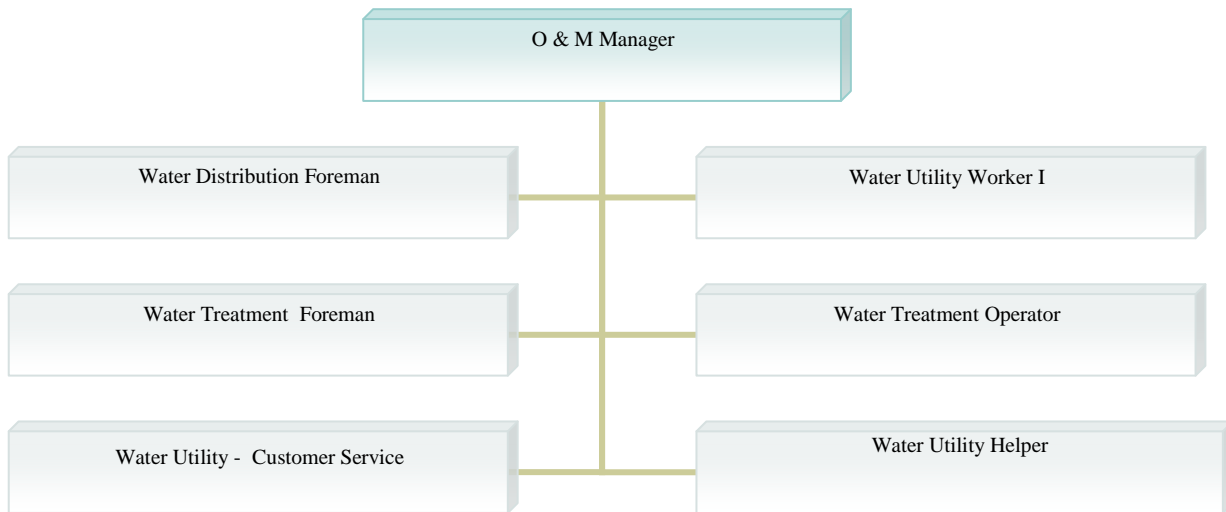 O & M Manager
Water Distribution Foreman
Water Utility Worker I
Water Treatment  Foreman
Water Treatment Operator
Water Utility -  Customer Service
Water Utility Helper